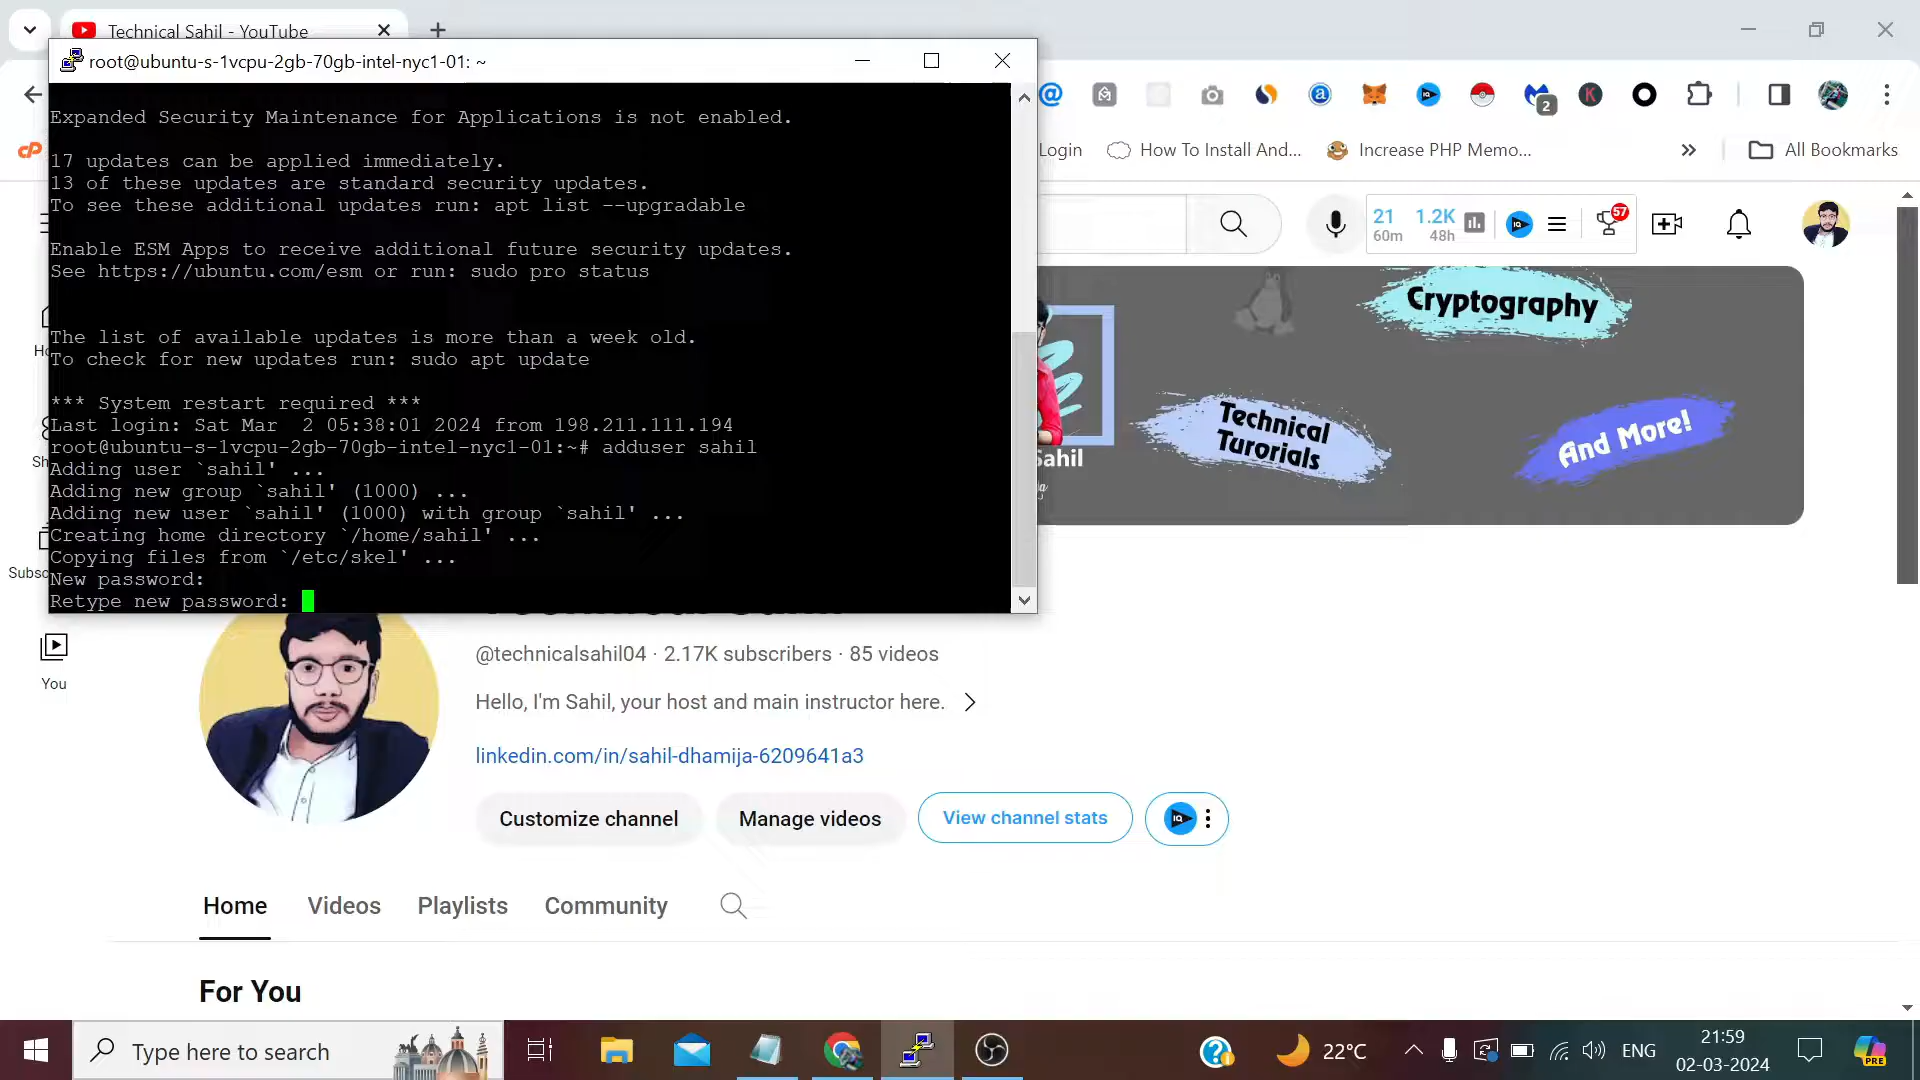 Technical Sahil - YouTube
root@ubuntu-s-1vcpu-2gb-70gb-intel-nyc1-01: ~
Expanded Security Maintenance for Applications is not enabled.
17 updates can be applied immediately.
13 of these updates are standard security updates.
To see these additional updates run: apt list --upgradable
Enable ESM Apps to receive additional future security updates.
See https://ubuntu.com/esm or run: sudo pro status
The list of available updates is more than a week old.
To check for new updates run: sudo apt update
*** System restart required ***
Last login: Sat Mar  2 05:38:01 2024 from 198.211.111.194
root@ubuntu-s-1vcpu-2gb-70gb-intel-nyc1-01:~# adduser sahil
Adding user `sahil' ...
Adding new group `sahil' (1000) ...
Adding new user `sahil' (1000) with group `sahil' ...
Creating home directory `/home/sahil' ...
Copying files from `/etc/skel' ...
New password:
Retype new password:
2
Login
How To Install And...
Increase PHP Memo...
All Bookmarks
21 60m
1.2K 48h
57
Cryptography
Technical
Turorials
And More!
Sahil
You
@technicalsahil04 · 2.17K subscribers · 85 videos
Hello, I'm Sahil, your host and main instructor here.
linkedin.com/in/sahil-dhamija-6209641a3
Customize channel
Manage videos
View channel stats
IQ
Home
Videos
Playlists
Community
For You
Type here to search
22°C
ENG
21:59
02-03-2024
PRE